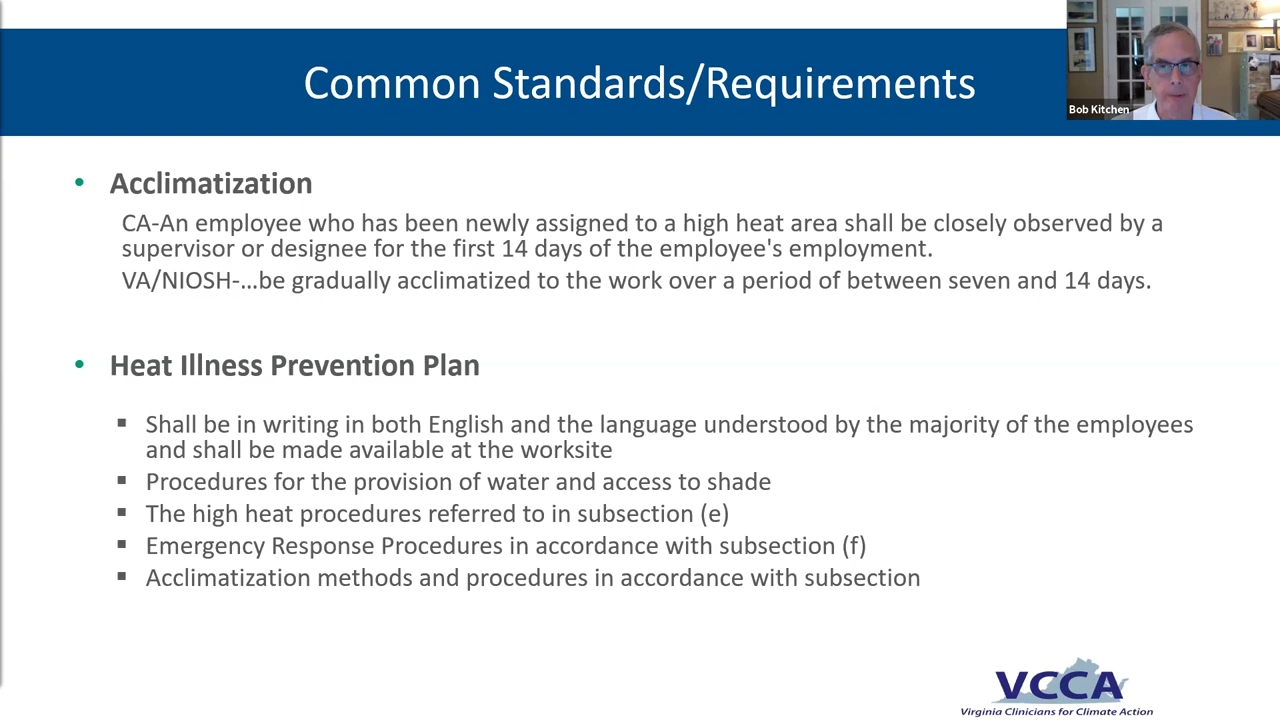 Common Standards/Requirements
Bob Kitchen
• Acclimatization
CA-An employee who has been newly assigned to a high heat area shall be closely observed by a
supervisor or designee for the first 14 days of the employee's employment.
VA/NIOSH-…be gradually acclimatized to the work over a period of between seven and 14 days.
• Heat Illness Prevention Plan
▪ Shall be in writing in both English and the language understood by the majority of the employees
and shall be made available at the worksite
▪ Procedures for the provision of water and access to shade
▪ The high heat procedures referred to in subsection (e)
▪ Emergency Response Procedures in accordance with subsection (f)
▪ Acclimatization methods and procedures in accordance with subsection
VCCA
Virginia Clinicians for Climate Action